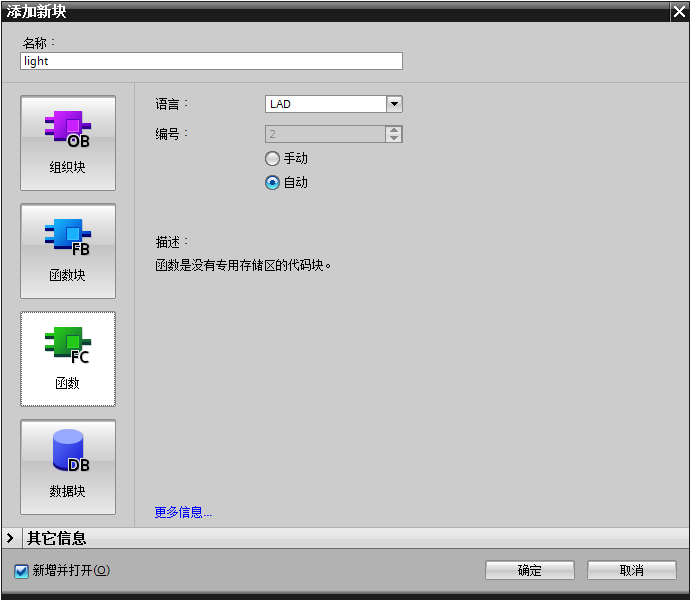 添加新块
名称：
light
OB
组织块
FB
函数块
FC
函数
DB
数据块
语言：
LAD
编号：
2
手动
自动
描述：
函数是没有专用存储区的代码块。
更多信息...
其它信息
新增并打开(O)
确定
取消